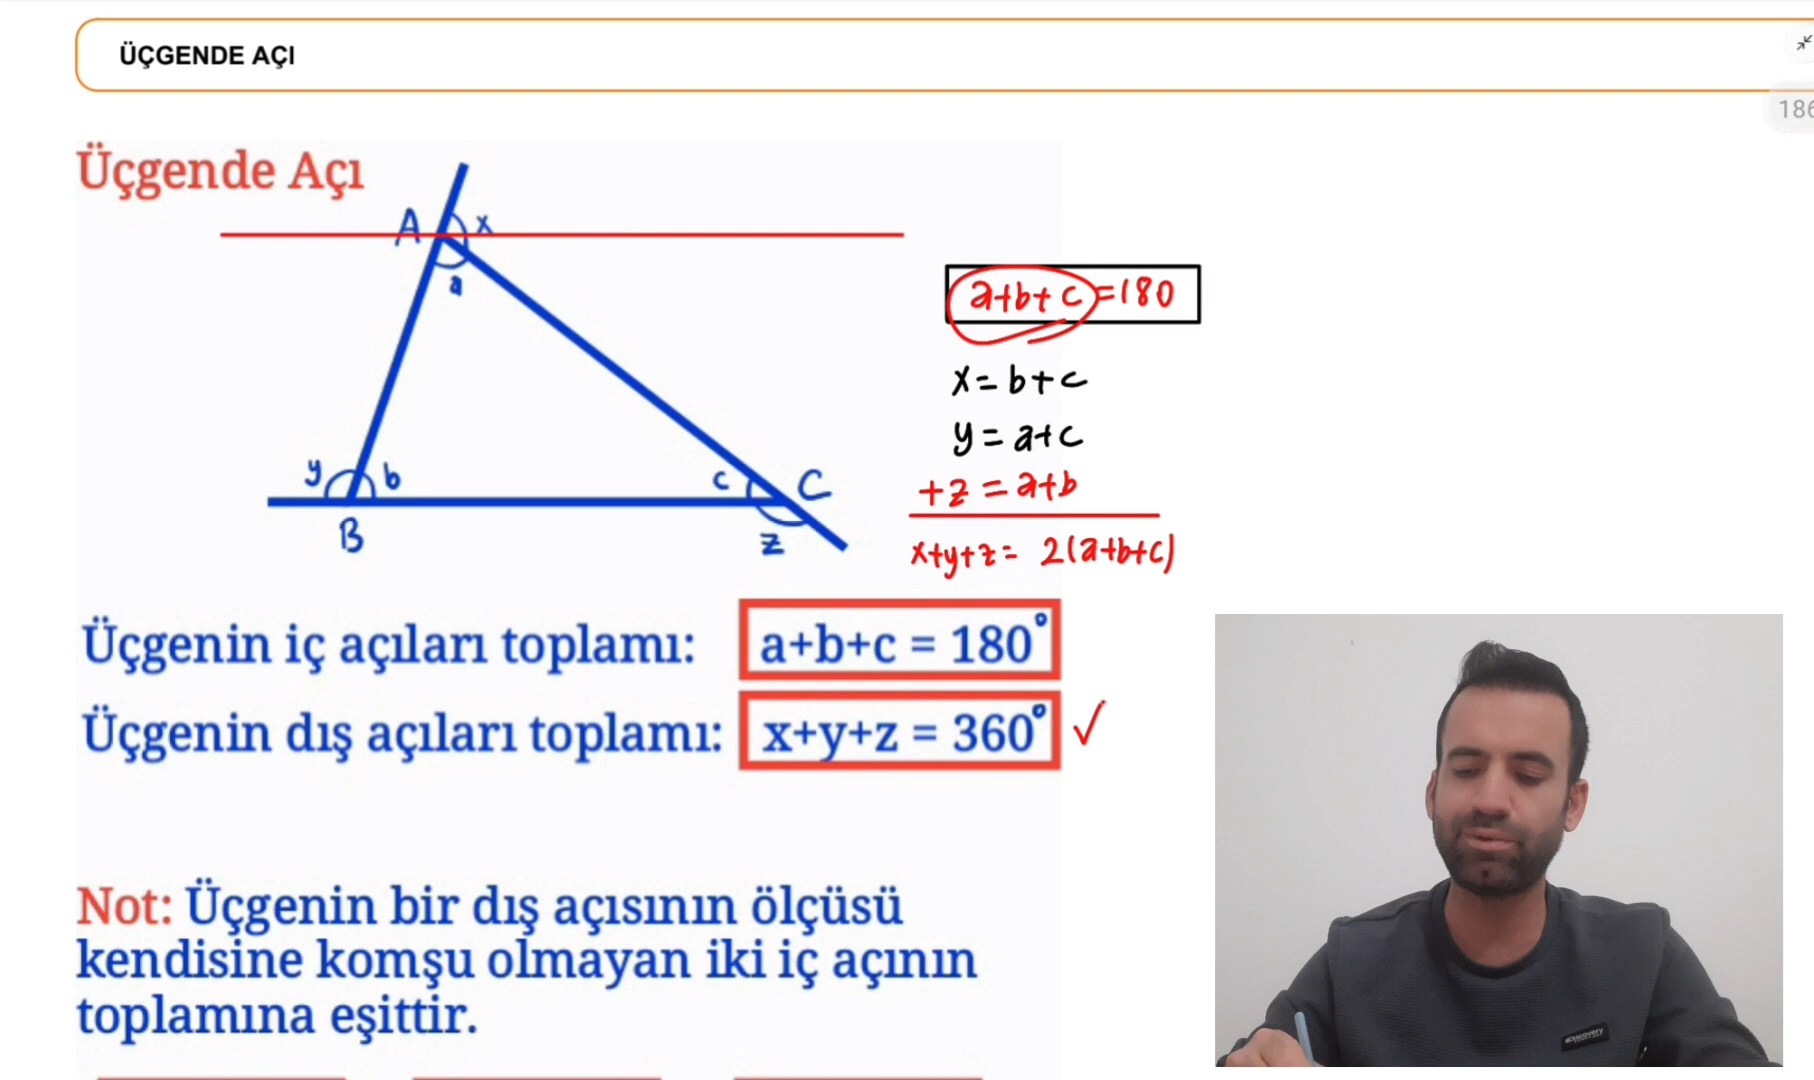 ÜÇGENDE AÇI
186
Üçgende Açı
A
x
a
y
b
c
C
B
z
a+b+c=180
x=b+c
y=a+c
+z=a+b
x+y+z= 2(a+b+c)
Üçgenin iç açıları toplamı: a+b+c = 180°
Üçgenin dış açıları toplamı: x+y+z = 360° ✓
Not: Üçgenin bir dış açısının ölçüsü
kendisine komşu olmayan iki iç açının
toplamına eşittir.
Discovery